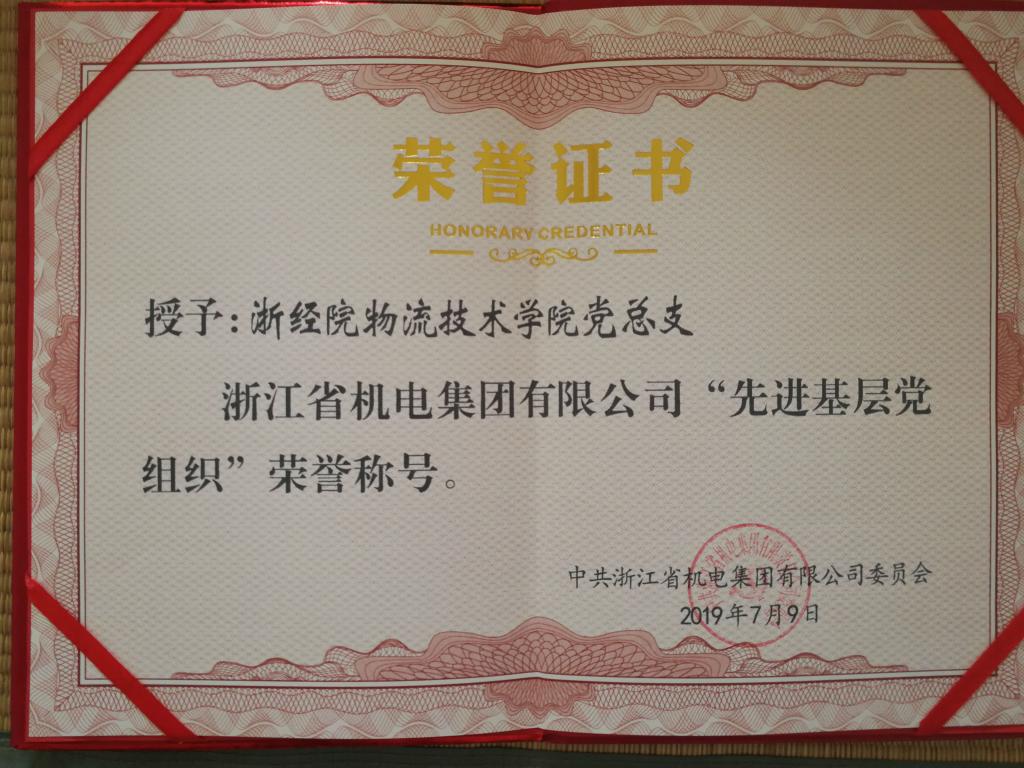 荣誉证书
HONORARY CREDENTIAL
授予:浙经院物流技术学院党总支
浙江省机电集团有限公司“先进基层党
组织”荣誉称号。
中共浙江省机电集团有限公司委员会
2019年7月9日